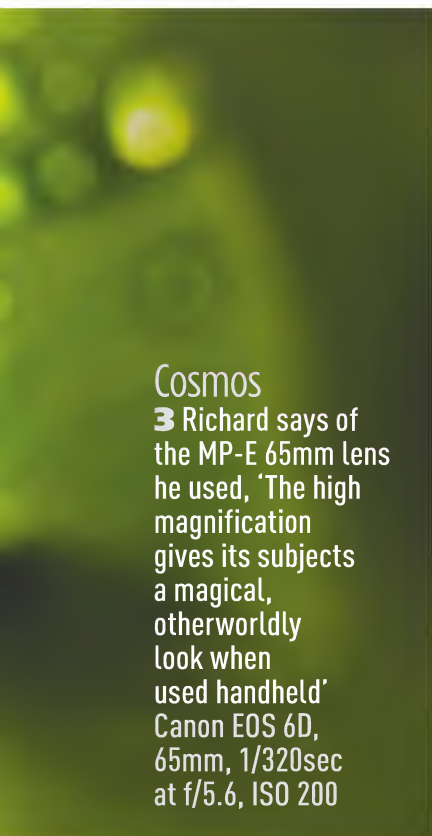 Cosmos
3 Richard says of
the MP-E 65mm lens
he used, ‘The high
magnification
gives its subjects
a magical,
otherworldly
look when
used handheld’
Canon EOS 6D,
65mm, 1/320sec
at f/5.6, ISO 200